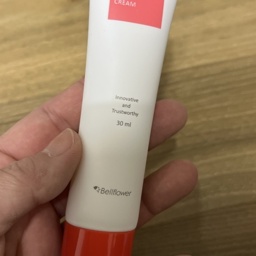 CREAM
Innovative
and
Trustworthy
30 ml
Bellflower